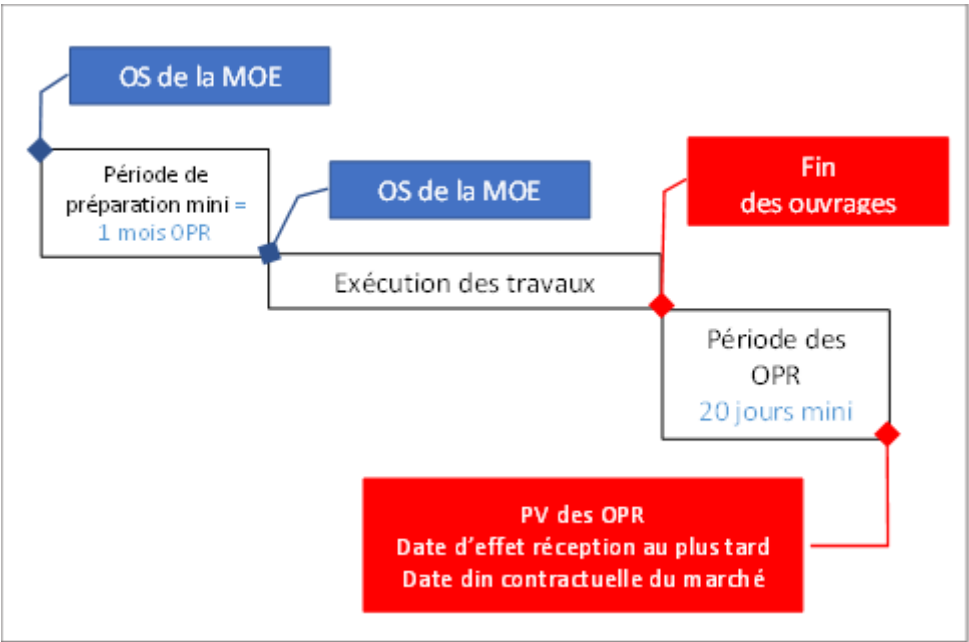 OS de la MOE
Période de
préparation mini =
1 mois OPR
OS de la MOE
Fin
des ouvrages
Exécution des travaux
Période des
OPR
20 jours mini
PV des OPR
Date d’effet réception au plus tard
Date din contractuelle du marché